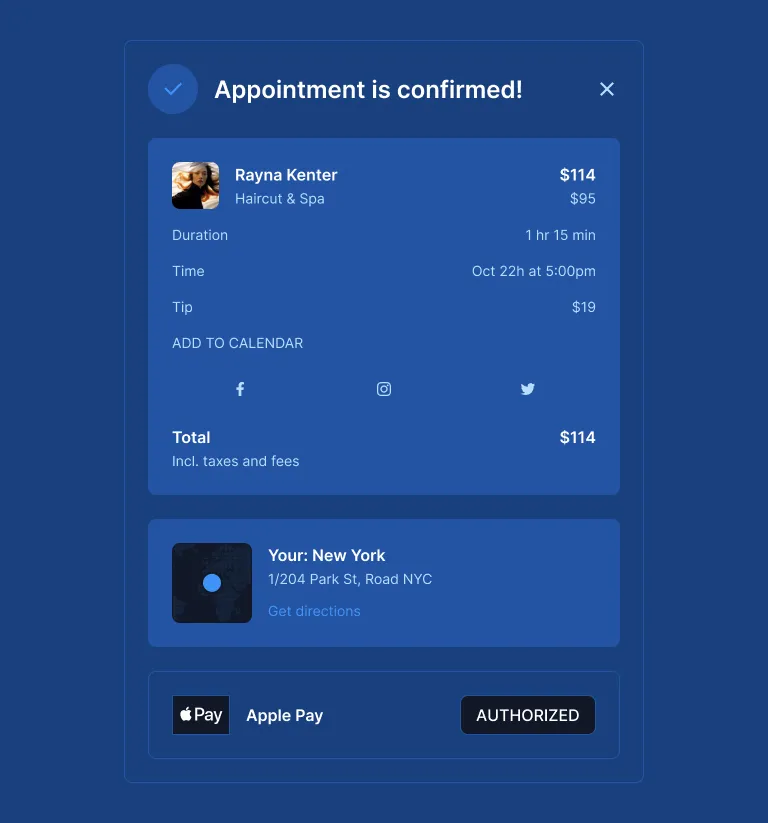 Appointment is confirmed!
Rayna Kenter $114
Haircut & Spa $95
Duration 1 hr 15 min
Time Oct 22h at 5:00pm
Tip $19
ADD TO CALENDAR
Total $114
Incl. taxes and fees
Your: New York
1/204 Park St, Road NYC
Get directions
Pay Apple Pay AUTHORIZED